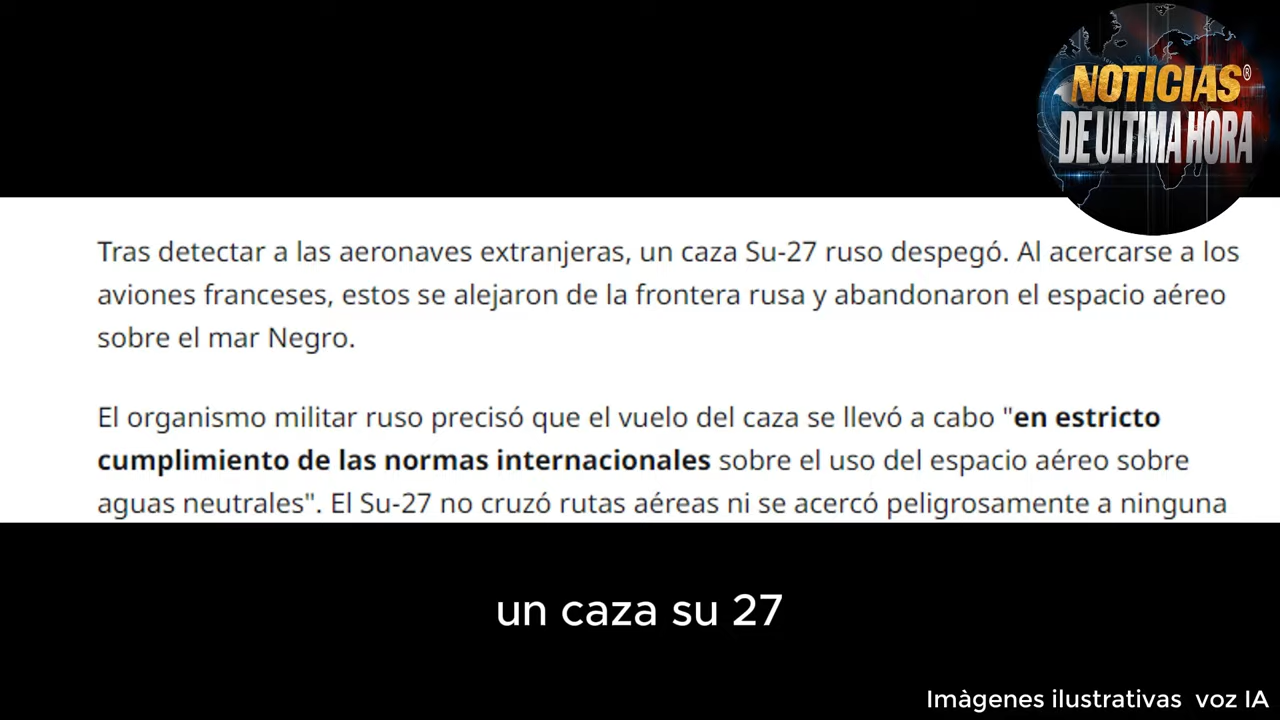 NOTICIAS®
DE ULTIMA HORA
Tras detectar a las aeronaves extranjeras, un caza Su-27 ruso despegó. Al acercarse a los
aviones franceses, estos se alejaron de la frontera rusa y abandonaron el espacio aéreo
sobre el mar Negro.
El organismo militar ruso precisó que el vuelo del caza se llevó a cabo "en estricto
cumplimiento de las normas internacionales sobre el uso del espacio aéreo sobre
aguas neutrales". El Su-27 no cruzó rutas aéreas ni se acercó peligrosamente a ninguna
un caza su 27
Imàgenes ilustrativas voz IA